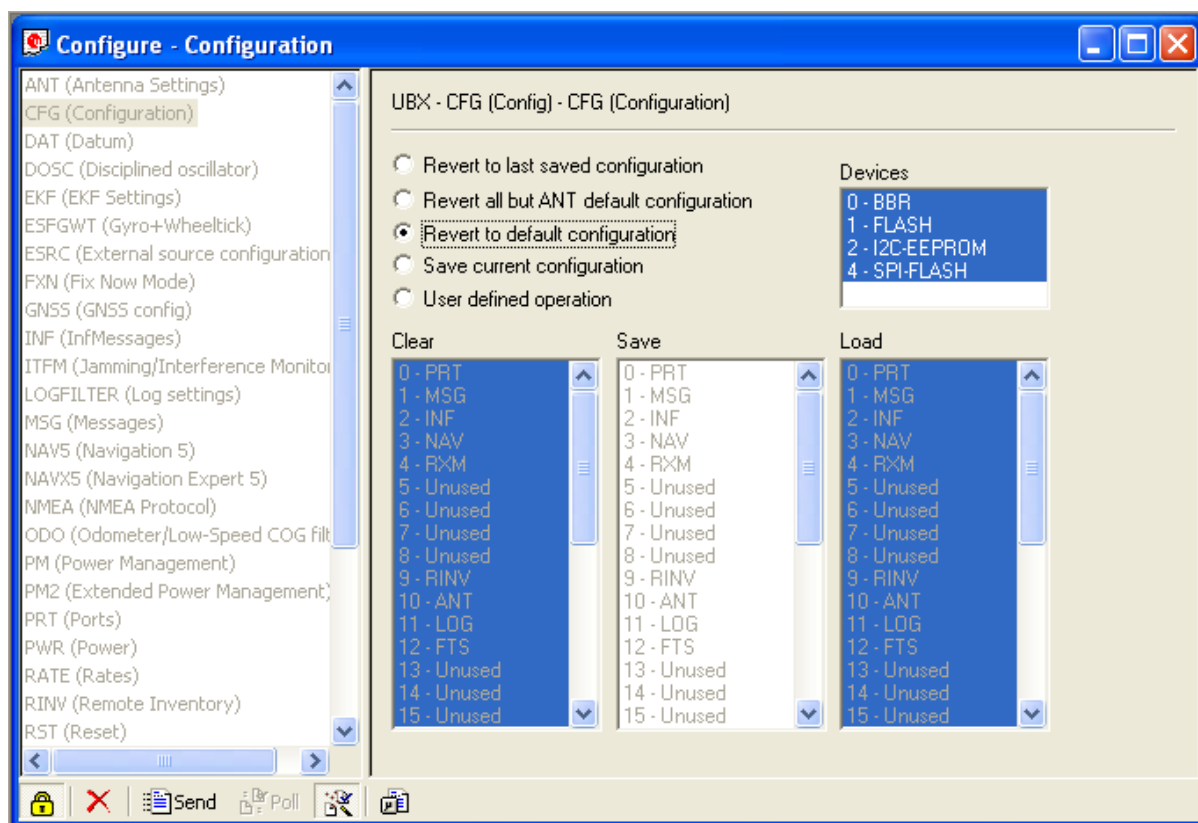 Configure - Configuration
ANT (Antenna Settings)
CFG (Configuration)
DAT (Datum)
DOSC (Disciplined oscillator)
EKF (EKF Settings)
ESFGWT (Gyro+Wheeltick)
ESRC (External source configuration
FXN (Fix Now Mode)
GNSS (GNSS config)
INF (InfMessages)
ITFM (Jamming/Interference Monitor
LOGFILTER (Log settings)
MSG (Messages)
NAV5 (Navigation 5)
NAVX5 (Navigation Expert 5)
NMEA (NMEA Protocol)
ODO (Odometer/Low-Speed COG filt
PM (Power Management)
PM2 (Extended Power Management)
PRT (Ports)
PWR (Power)
RATE (Rates)
RINV (Remote Inventory)
RST (Reset)
UBX - CFG (Config) - CFG (Configuration)
Revert to last saved configuration
Revert all but ANT default configuration
Revert to default configuration
Save current configuration
User defined operation
Devices
0 - BBR
1 - FLASH
2 - I2C-EEPROM
4 - SPI-FLASH
Clear
0 - PRT
1 - MSG
2 - INF
3 - NAV
4 - RXM
5 - Unused
6 - Unused
7 - Unused
8 - Unused
9 - RINV
10 - ANT
11 - LOG
12 - FTS
13 - Unused
14 - Unused
15 - Unused
Save
0 - PRT
1 - MSG
2 - INF
3 - NAV
4 - RXM
5 - Unused
6 - Unused
7 - Unused
8 - Unused
9 - RINV
10 - ANT
11 - LOG
12 - FTS
13 - Unused
14 - Unused
15 - Unused
Load
0 - PRT
1 - MSG
2 - INF
3 - NAV
4 - RXM
5 - Unused
6 - Unused
7 - Unused
8 - Unused
9 - RINV
10 - ANT
11 - LOG
12 - FTS
13 - Unused
14 - Unused
15 - Unused
Send
Poll